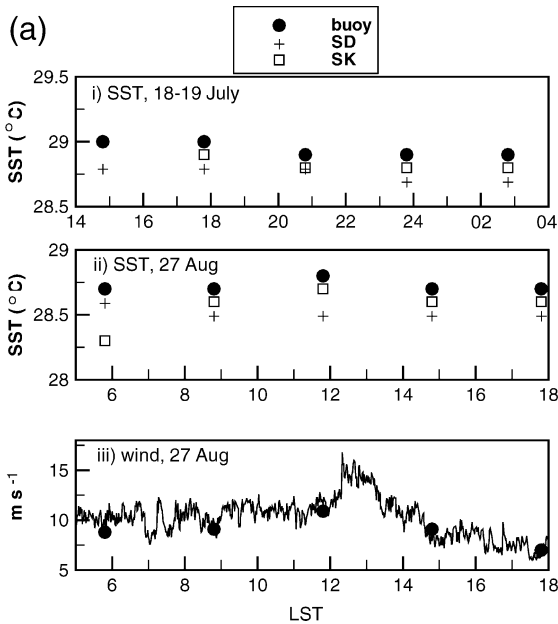 (a)
buoy
SD
SK
i) SST, 18-19 July
SST (°C)
29.5
29
28.5
14 16 18 20 22 24 02 04
ii) SST, 27 Aug
SST (°C)
29
28.5
28
6 8 10 12 14 16 18
iii) wind, 27 Aug
m s⁻¹
15
10
5
6 8 10 12 14 16 18
LST